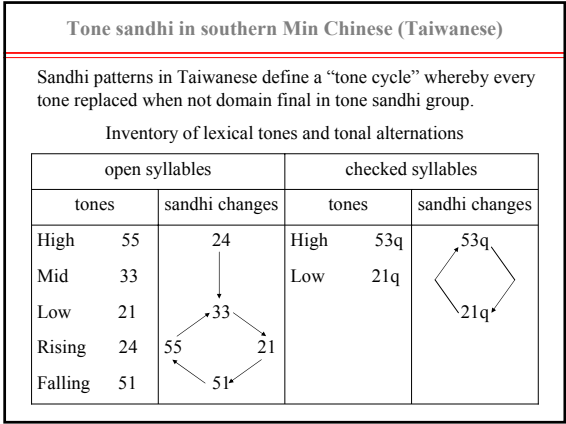 Tone sandhi in southern Min Chinese (Taiwanese)
Sandhi patterns in Taiwanese define a “tone cycle” whereby every
tone replaced when not domain final in tone sandhi group.
Inventory of lexical tones and tonal alternations
open syllables checked syllables
tones sandhi changes tones sandhi changes
High 55 24 High 53q 53q
Mid 33 Low 21q
Low 21 33 21q
Rising 24 55 21
Falling 51 51